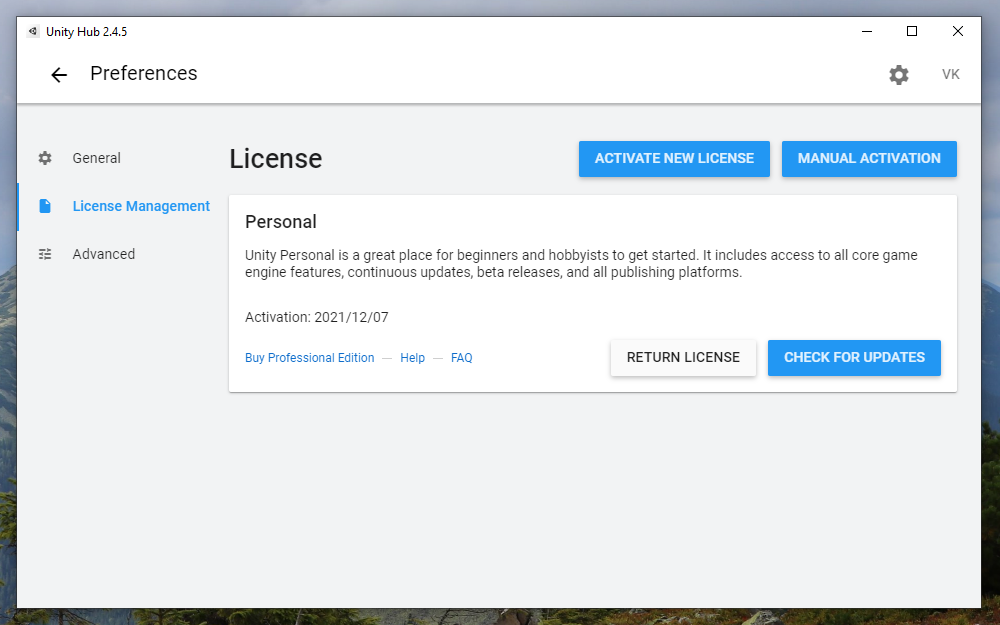 Unity Hub 2.4.5
Preferences
VK
General
License Management
Advanced
License
ACTIVATE NEW LICENSE
MANUAL ACTIVATION
Personal
Unity Personal is a great place for beginners and hobbyists to get started. It includes access to all core game
engine features, continuous updates, beta releases, and all publishing platforms.
Activation: 2021/12/07
Buy Professional Edition — Help — FAQ
RETURN LICENSE
CHECK FOR UPDATES